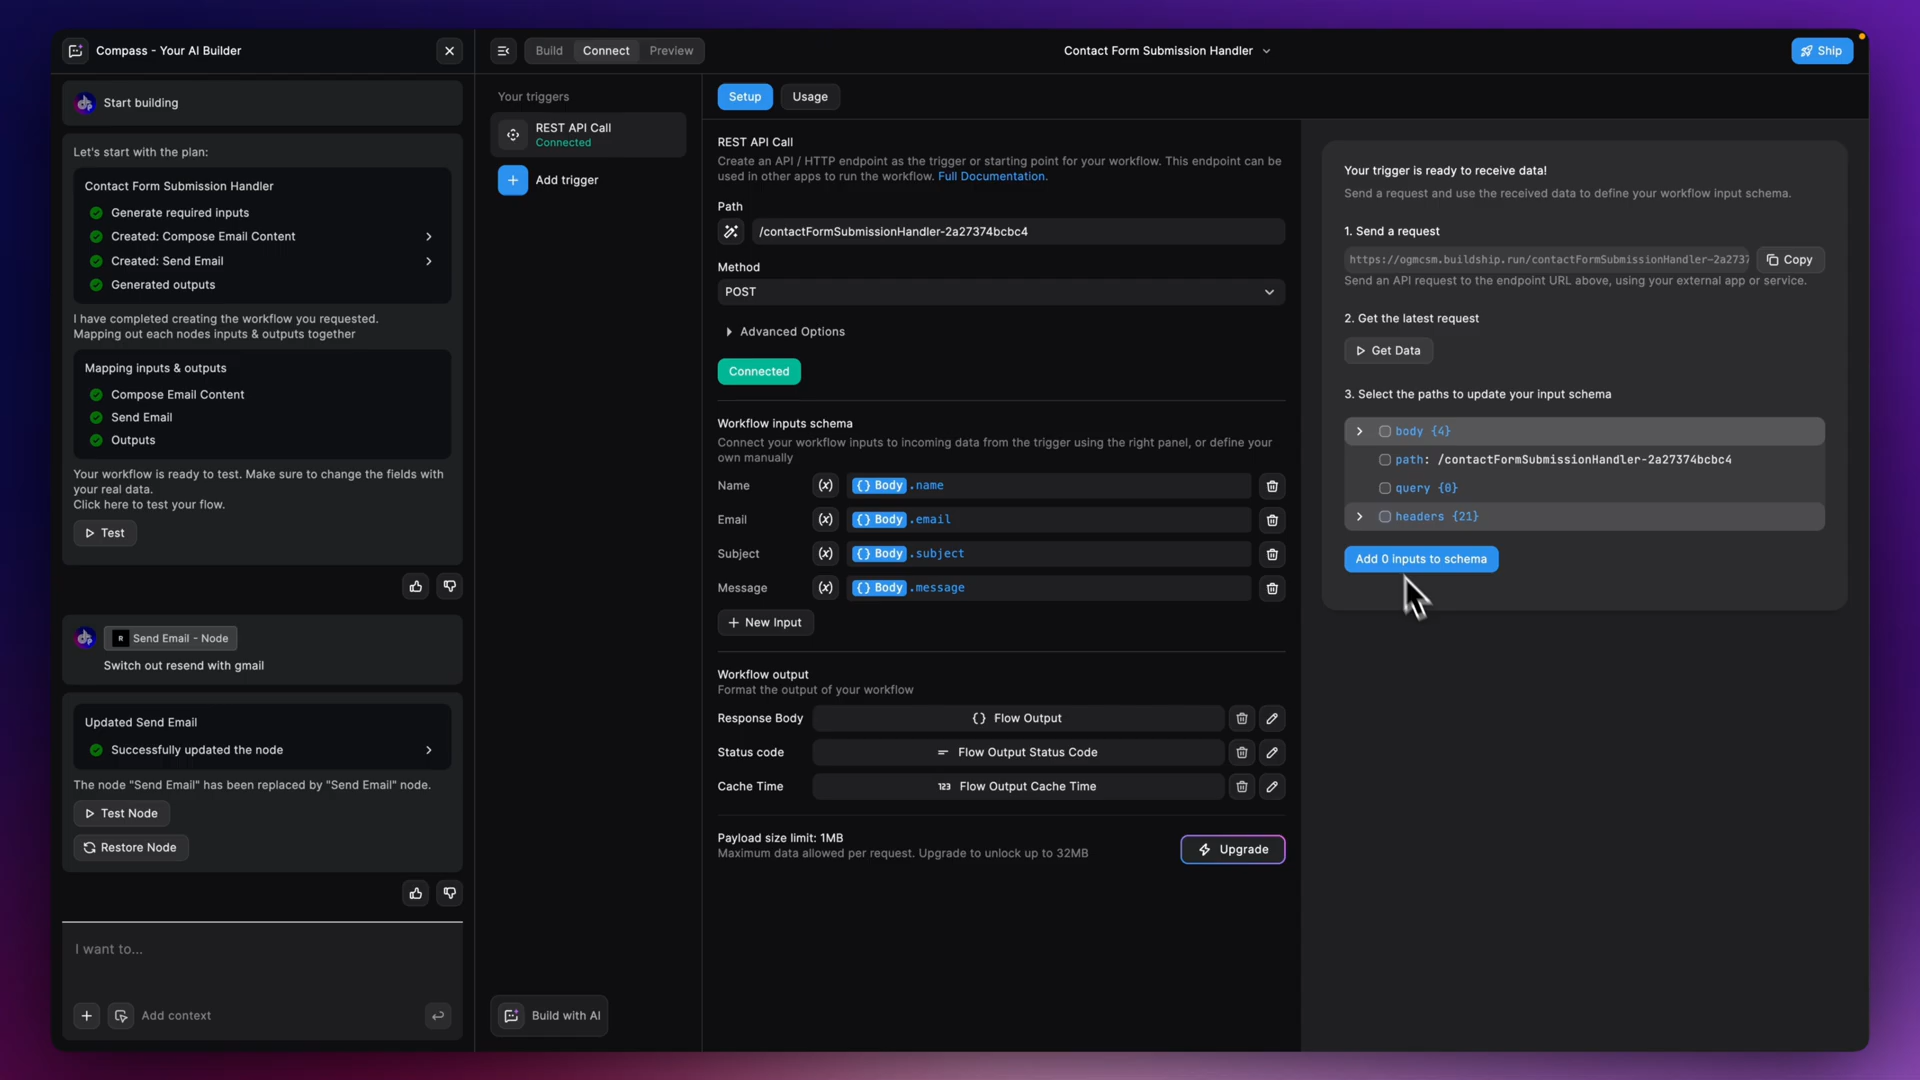 Compass - Your AI Builder
Start building
Let's start with the plan:
Contact Form Submission Handler
Generate required inputs
Created: Compose Email Content
Created: Send Email
Generated outputs
I have completed creating the workflow you requested.
Mapping out each nodes inputs & outputs together
Mapping inputs & outputs
Compose Email Content
Send Email
Outputs
Your workflow is ready to test. Make sure to change the fields with
your real data.
Click here to test your flow.
Test
R Send Email - Node
Switch out resend with gmail
Updated Send Email
Successfully updated the node
The node "Send Email" has been replaced by "Send Email" node.
Test Node
Restore Node
I want to...
Add context
Build Connect Preview
Contact Form Submission Handler
Ship
Your triggers
REST API Call
Connected
Add trigger
Build with AI
Setup Usage
REST API Call
Create an API / HTTP endpoint as the trigger or starting point for your workflow. This endpoint can be
used in other apps to run the workflow. Full Documentation.
Path
/contactFormSubmissionHandler-2a27374bcbc4
Method
POST
Advanced Options
Connected
Workflow inputs schema
Connect your workflow inputs to incoming data from the trigger using the right panel, or define your
own manually
Name (x) {} Body .name
Email (x) {} Body .email
Subject (x) {} Body .subject
Message (x) {} Body .message
+ New Input
Workflow output
Format the output of your workflow
Response Body {} Flow Output
Status code Flow Output Status Code
Cache Time 123 Flow Output Cache Time
Payload size limit: 1MB
Maximum data allowed per request. Upgrade to unlock up to 32MB
Upgrade
Your trigger is ready to receive data!
Send a request and use the received data to define your workflow input schema.
1. Send a request
https://ogmcsm.buildship.run/contactFormSubmissionHandler-2a2737 Copy
Send an API request to the endpoint URL above, using your external app or service.
2. Get the latest request
Get Data
3. Select the paths to update your input schema
body {4}
path: /contactFormSubmissionHandler-2a27374bcbc4
query {0}
headers {21}
Add 0 inputs to schema